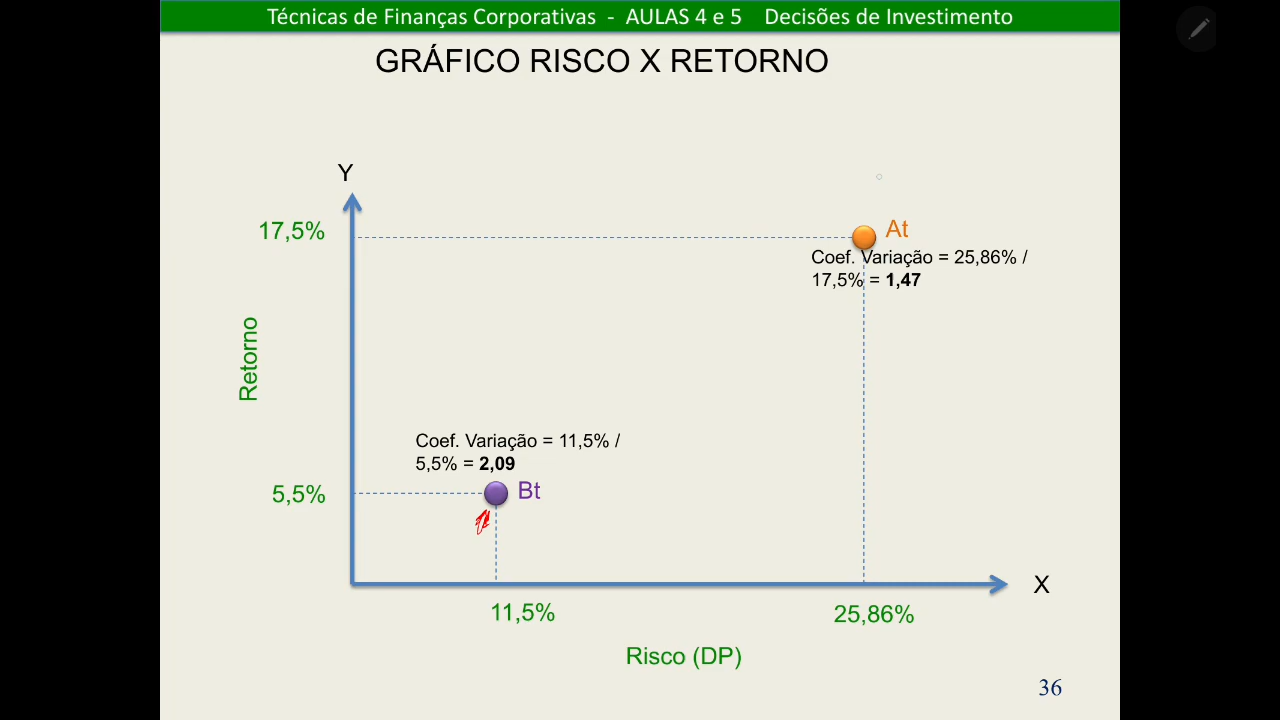 Técnicas de Finanças Corporativas - AULAS 4 e 5 Decisões de Investimento
GRÁFICO RISCO X RETORNO
Y
17,5%
At
Coef. Variação = 25,86% /
17,5% = 1,47
Retorno
Coef. Variação = 11,5% /
5,5% = 2,09
5,5%
Bt
X
11,5%
25,86%
Risco (DP)
36